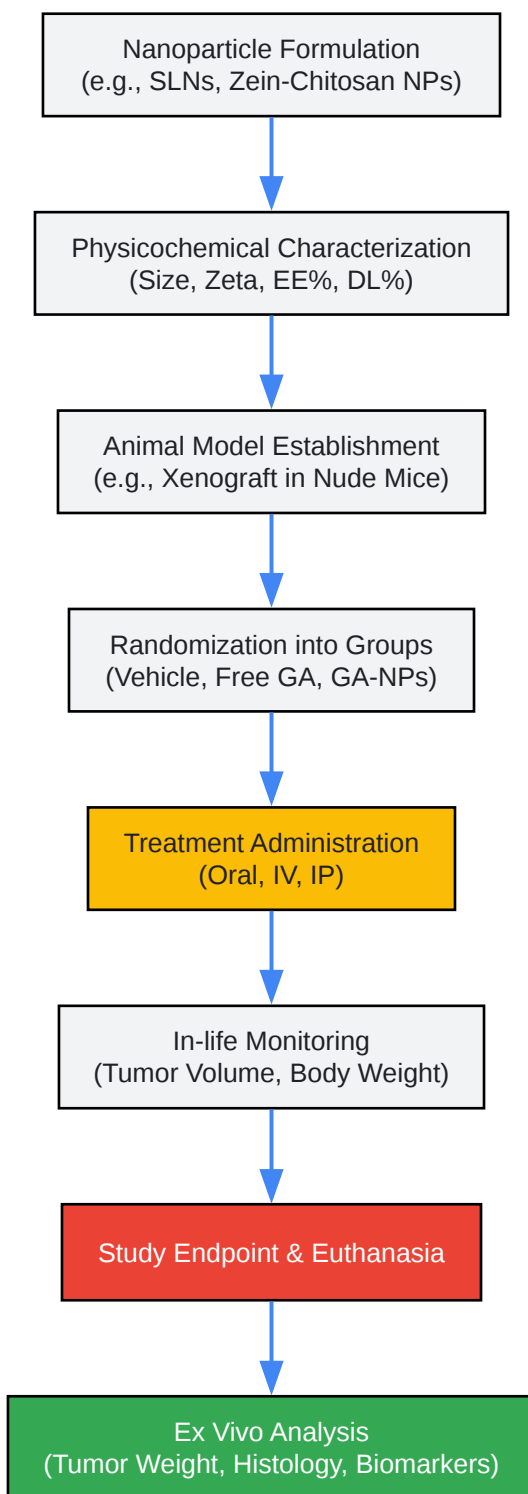 Nanoparticle Formulation
(e.g., SLNs, Zein-Chitosan NPs)
Physicochemical Characterization
(Size, Zeta, EE%, DL%)
Animal Model Establishment
(e.g., Xenograft in Nude Mice)
Randomization into Groups
(Vehicle, Free GA, GA-NPs)
Treatment Administration
(Oral, IV, IP)
In-life Monitoring
(Tumor Volume, Body Weight)
Study Endpoint & Euthanasia
Ex Vivo Analysis
(Tumor Weight, Histology, Biomarkers)